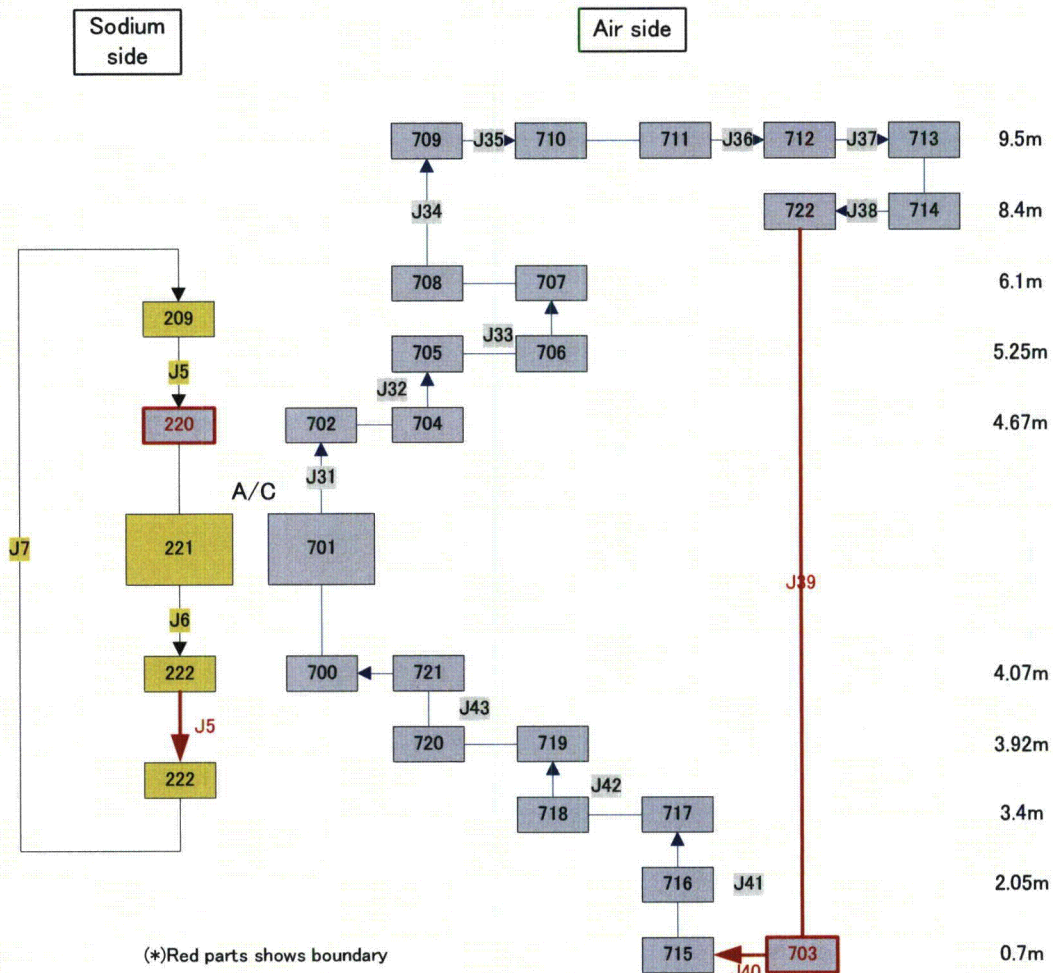 Sodium
side
Air side
709 J35 710 711 J36 712 J37 713 9.5m
J34 722 J38 714 8.4m
708 707 6.1m
209
J33
705 706 5.25m
J5
J32
220 702 704 4.67m
J31
A/C
J7 221 701
J39
J6
222 700 721 4.07m
J43
J5
720 719 3.92m
222
J42
718 717 3.4m
716 J41 2.05m
(*)Red parts shows boundary 715 703 0.7m
J40